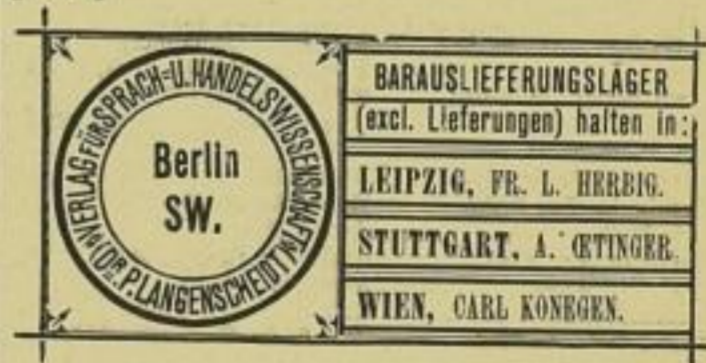 VERLAG FÜR SPRACH=U. HANDELSWISSENSCHAFT
(DR. P. LANGENSCHEIDT)
Berlin
SW.
BARAUSLIEFERUNGSLÄGER
(excl. Lieferungen) halten in:
LEIPZIG, FR. L. HERBIG.
STUTTGART, A. ŒTINGER.
WIEN, CARL KONEGEN.